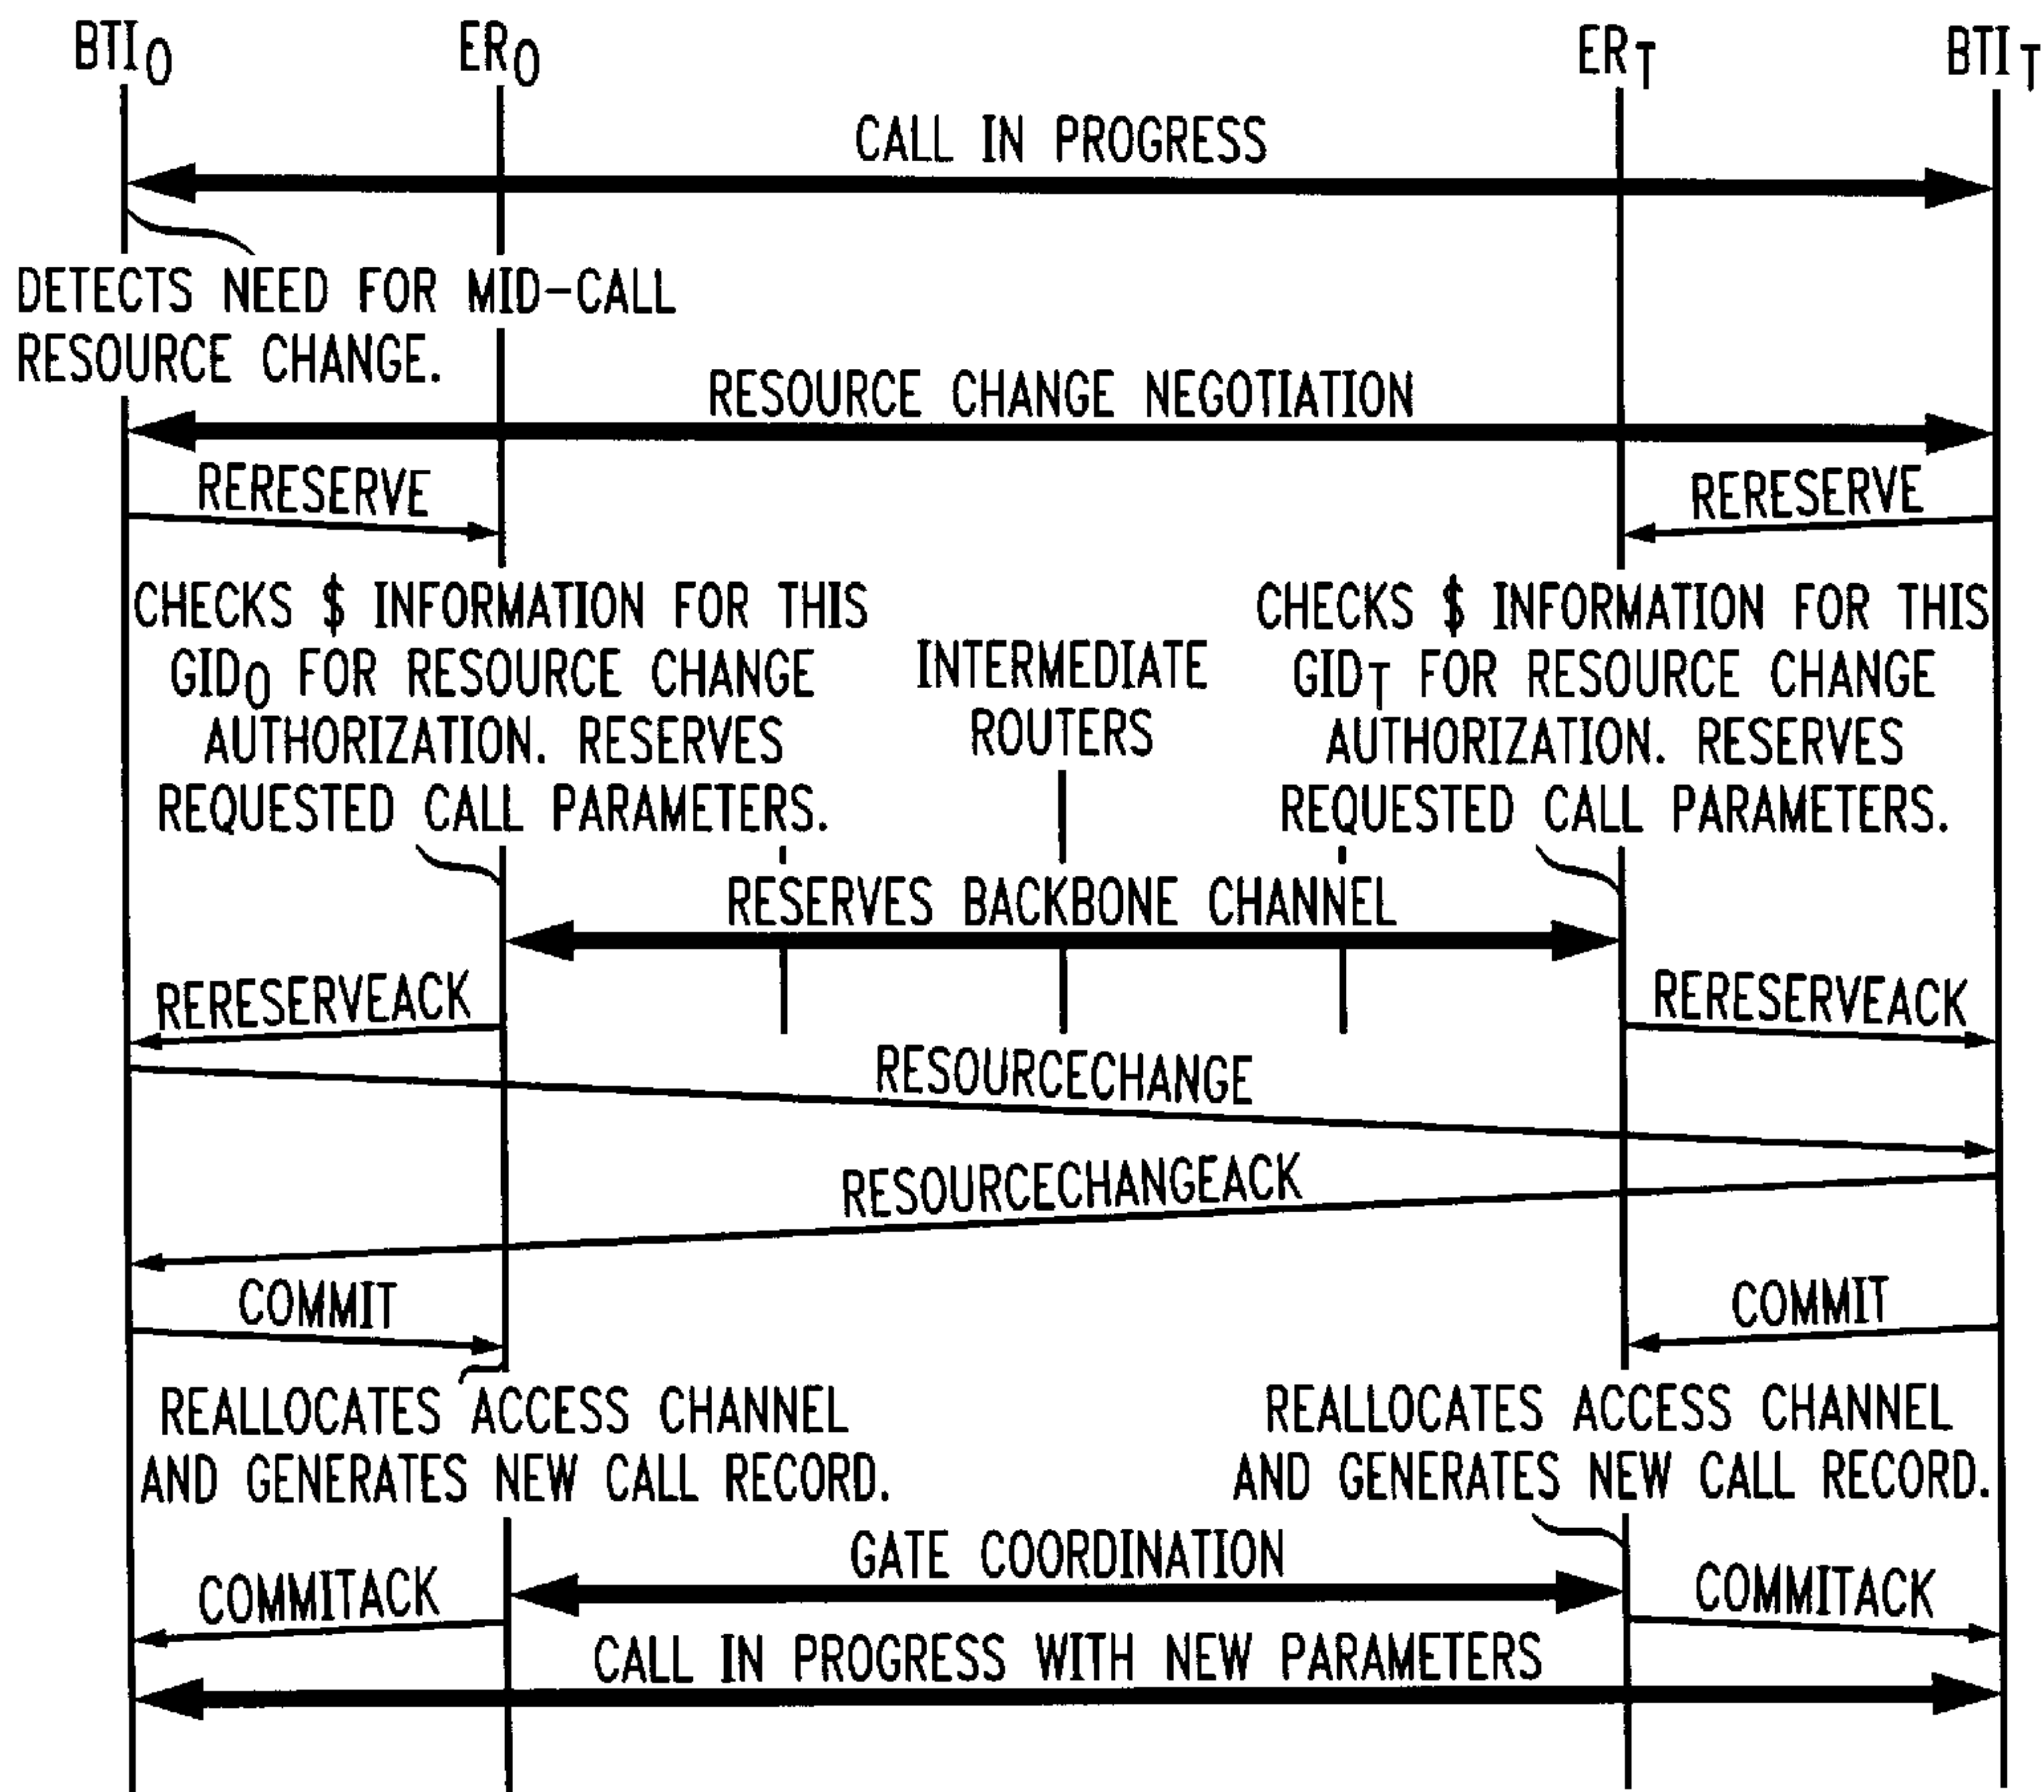 BTIO ERO ERT BTIT
CALL IN PROGRESS
DETECTS NEED FOR MID-CALL
RESOURCE CHANGE.
RESOURCE CHANGE NEGOTIATION
RERESERVE RERESERVE
CHECKS $ INFORMATION FOR THIS
GIDO FOR RESOURCE CHANGE
AUTHORIZATION. RESERVES
REQUESTED CALL PARAMETERS.
INTERMEDIATE
ROUTERS
CHECKS $ INFORMATION FOR THIS
GIDT FOR RESOURCE CHANGE
AUTHORIZATION. RESERVES
REQUESTED CALL PARAMETERS.
RESERVES BACKBONE CHANNEL
RERESERVEACK RERESERVEACK
RESOURCECHANGE
RESOURCECHANGEACK
COMMIT COMMIT
REALLOCATES ACCESS CHANNEL
AND GENERATES NEW CALL RECORD.
REALLOCATES ACCESS CHANNEL
AND GENERATES NEW CALL RECORD.
GATE COORDINATION
COMMITACK COMMITACK
CALL IN PROGRESS WITH NEW PARAMETERS